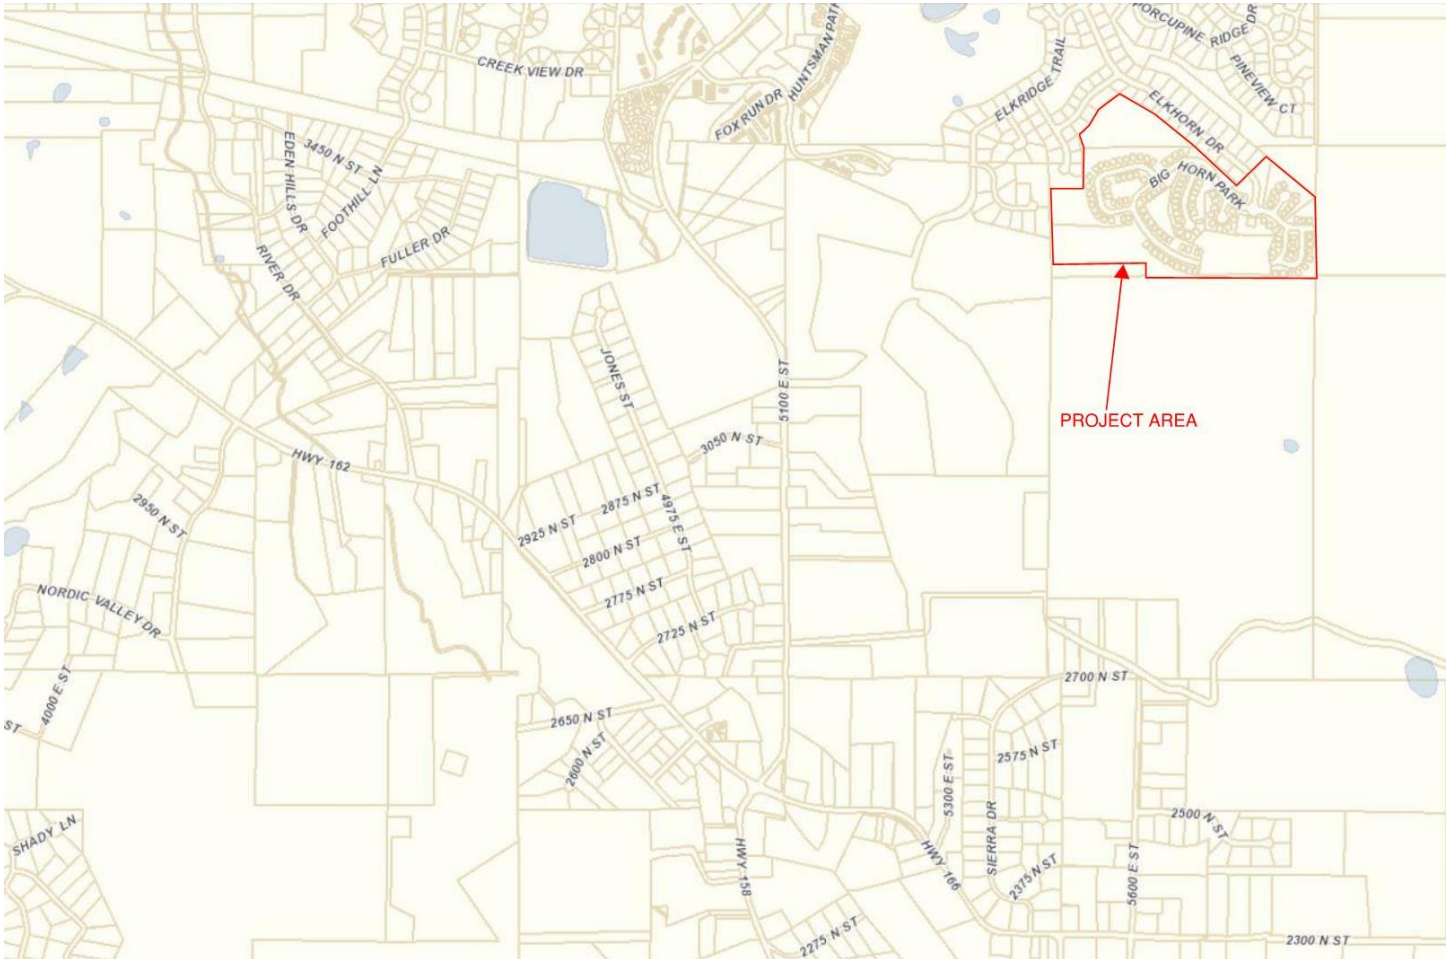 PORCUPINE RIDGE DR
HUNTSMAN PATH
CREEK VIEW DR
ELKRIDGE TRAIL
PINEVIEW CT
FOX RUN DR
ELKHORN DR
EDEN HILLS DR
3450 N ST
FOOTHILL LN
BIG HORN PARK
FULLER DR
RIVER DR
JONES ST
5100 E ST
PROJECT AREA
3050 N ST
HWY 162
2875 N ST
4975 E ST
2950 N ST
2925 N ST
2800 N ST
2775 N ST
NORDIC VALLEY DR
2725 N ST
4000 E ST
2700 N ST
ST
2650 N ST
2600 N ST
2575 N ST
5300 E ST
SIERRA DR
2500 N ST
SHADY LN
HWY 158
HWY 166
2375 N ST
5600 E ST
2275 N ST
2300 N ST